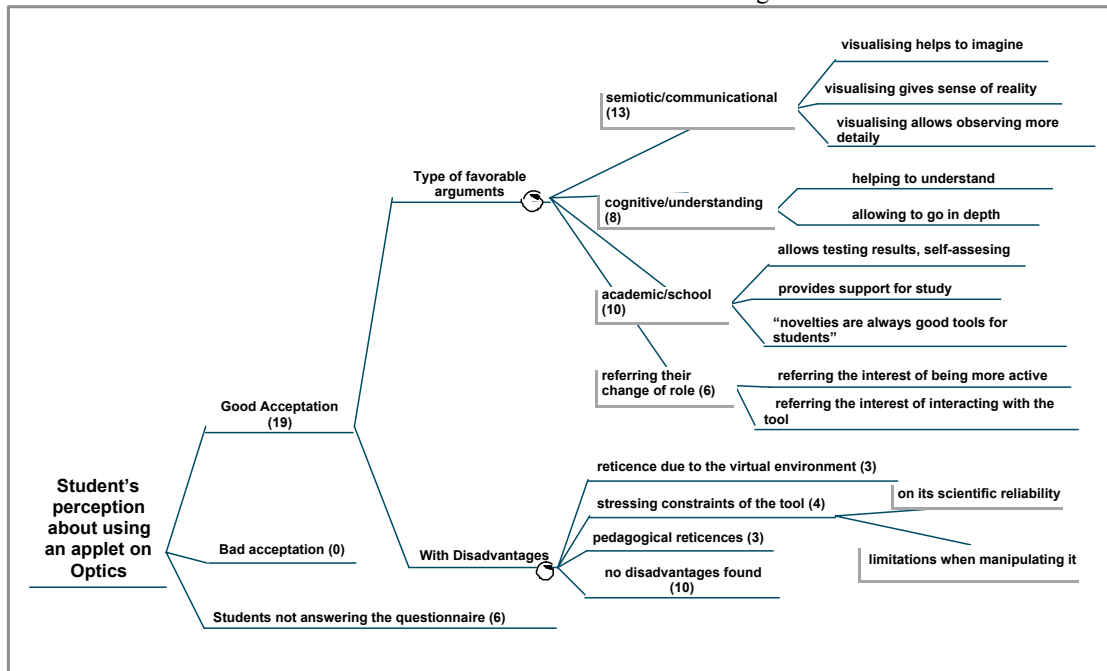 visualising helps to imagine
semiotic/communicational
(13)
visualising gives sense of reality
visualising allows observing more
detaily
Type of favorable
arguments
cognitive/understanding
(8)
helping to understand
allowing to go in depth
allows testing results, self-assesing
academic/school
(10)
provides support for study
“novelties are always good tools for
students”
referring their
change of role (6)
referring the interest of being more active
referring the interest of interacting with the
tool
Good Acceptation
(19)
Student’s
perception
about using
an applet on
Optics
Bad acceptation (0)
Students not answering the questionnaire (6)
With Disadvantages
reticence due to the virtual environment (3)
stressing constraints of the tool (4)
on its scientific reliability
limitations when manipulating it
pedagogical reticences (3)
no disadvantages found
(10)